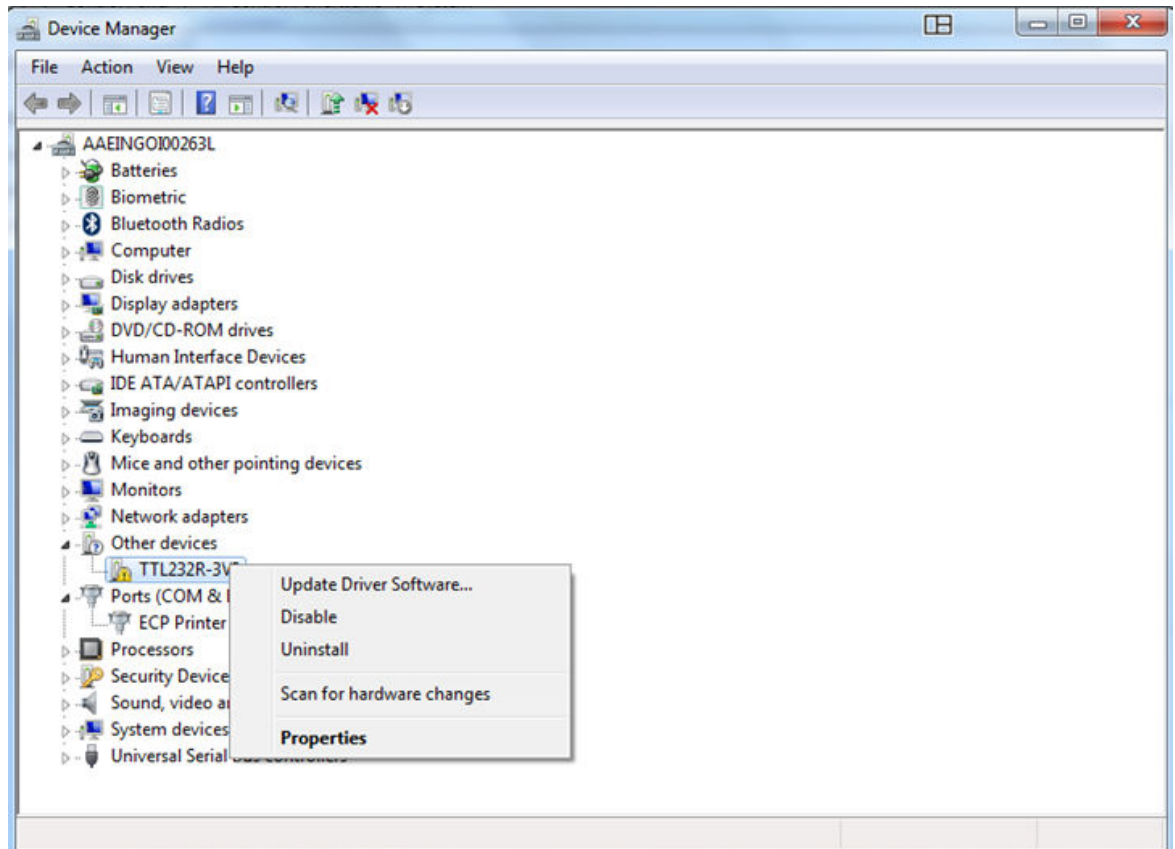 Device Manager
File Action View Help
AAEINGOI00263L
Batteries
Biometric
Bluetooth Radios
Computer
Disk drives
Display adapters
DVD/CD-ROM drives
Human Interface Devices
IDE ATA/ATAPI controllers
Imaging devices
Keyboards
Mice and other pointing devices
Monitors
Network adapters
Other devices
TTL232R-3V
Ports (COM &
ECP Printer
Processors
Security Device
Sound, video
System devices
Universal Serial
Update Driver Software...
Disable
Uninstall
Scan for hardware changes
Properties